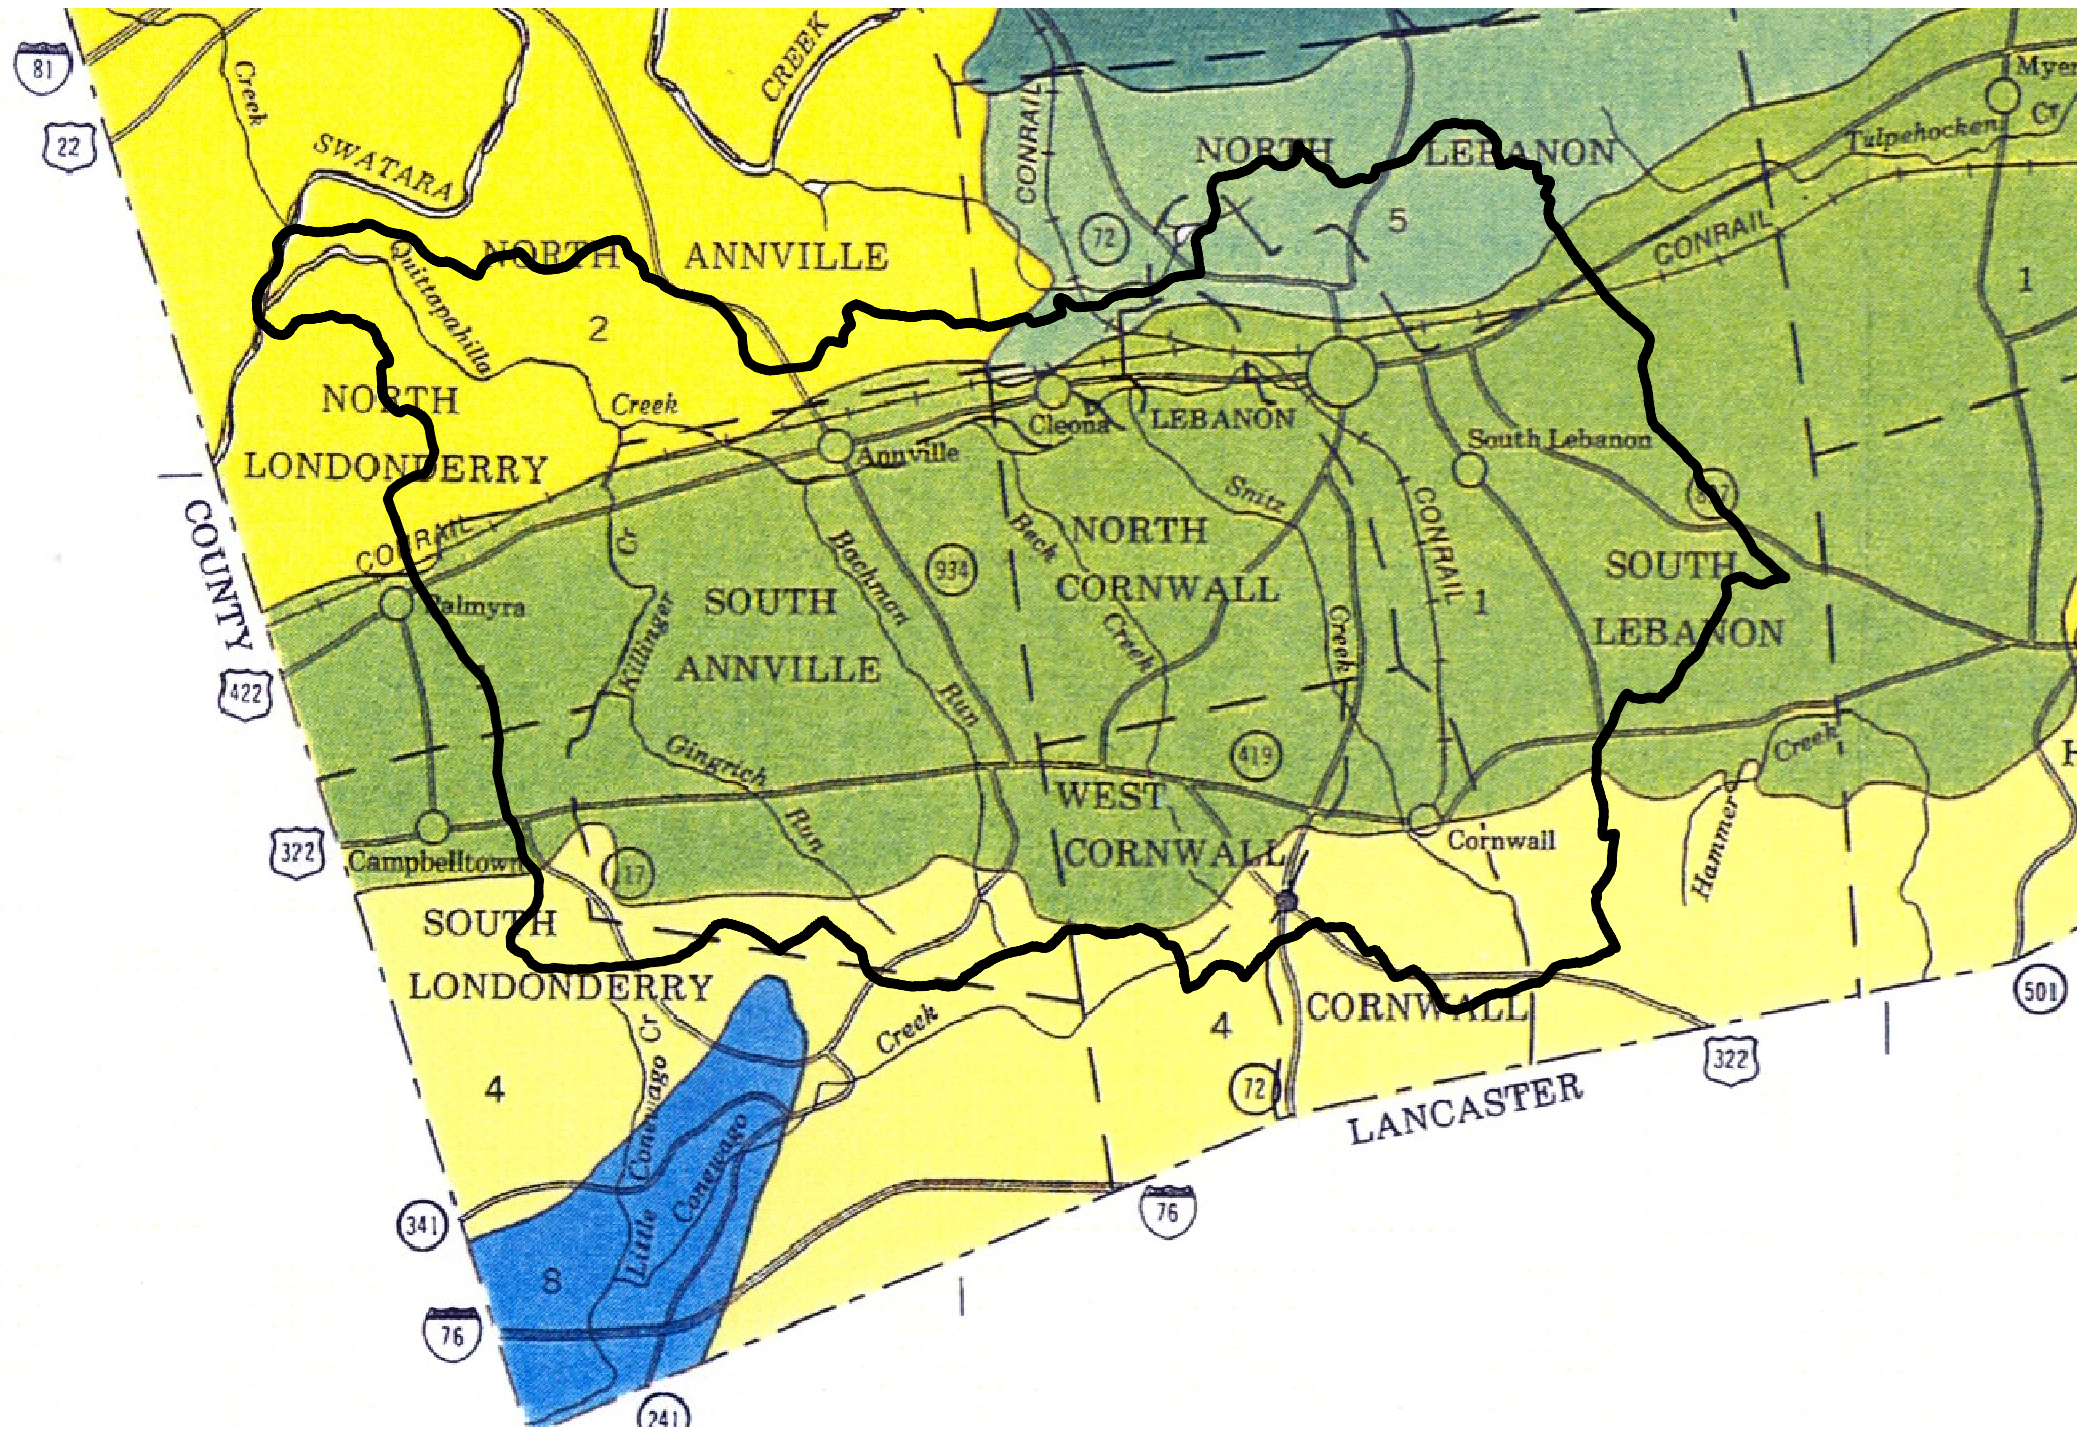 81
22
Creek
SWATARA
CREEK
CONRAIL
72
NORTH LEBANON
5
Myer
Cr
Tulpehocken
CONRAIL
1
NORTH ANNVILLE
Quittapahilla
2
NORTH
LONDONDERRY
Creek
Cleona
LEBANON
Annville
South Lebanon
COUNTY
CONRAIL
Palmyra
422
Cr
Killinger
SOUTH
ANNVILLE
Bachman
Run
934
Beck
Creek
NORTH
CORNWALL
Snitz
Creek
CONRAIL
1
SOUTH
LEBANON
Gingrich
Run
419
WEST
CORNWALL
Cornwall
Creek
Hammer
H
322
Campbelltown
SOUTH
LONDONDERRY
4
Creek
4
CORNWALL
72
322
501
LANCASTER
Conewago Cr
Little
Conewago
341
8
76
76
241